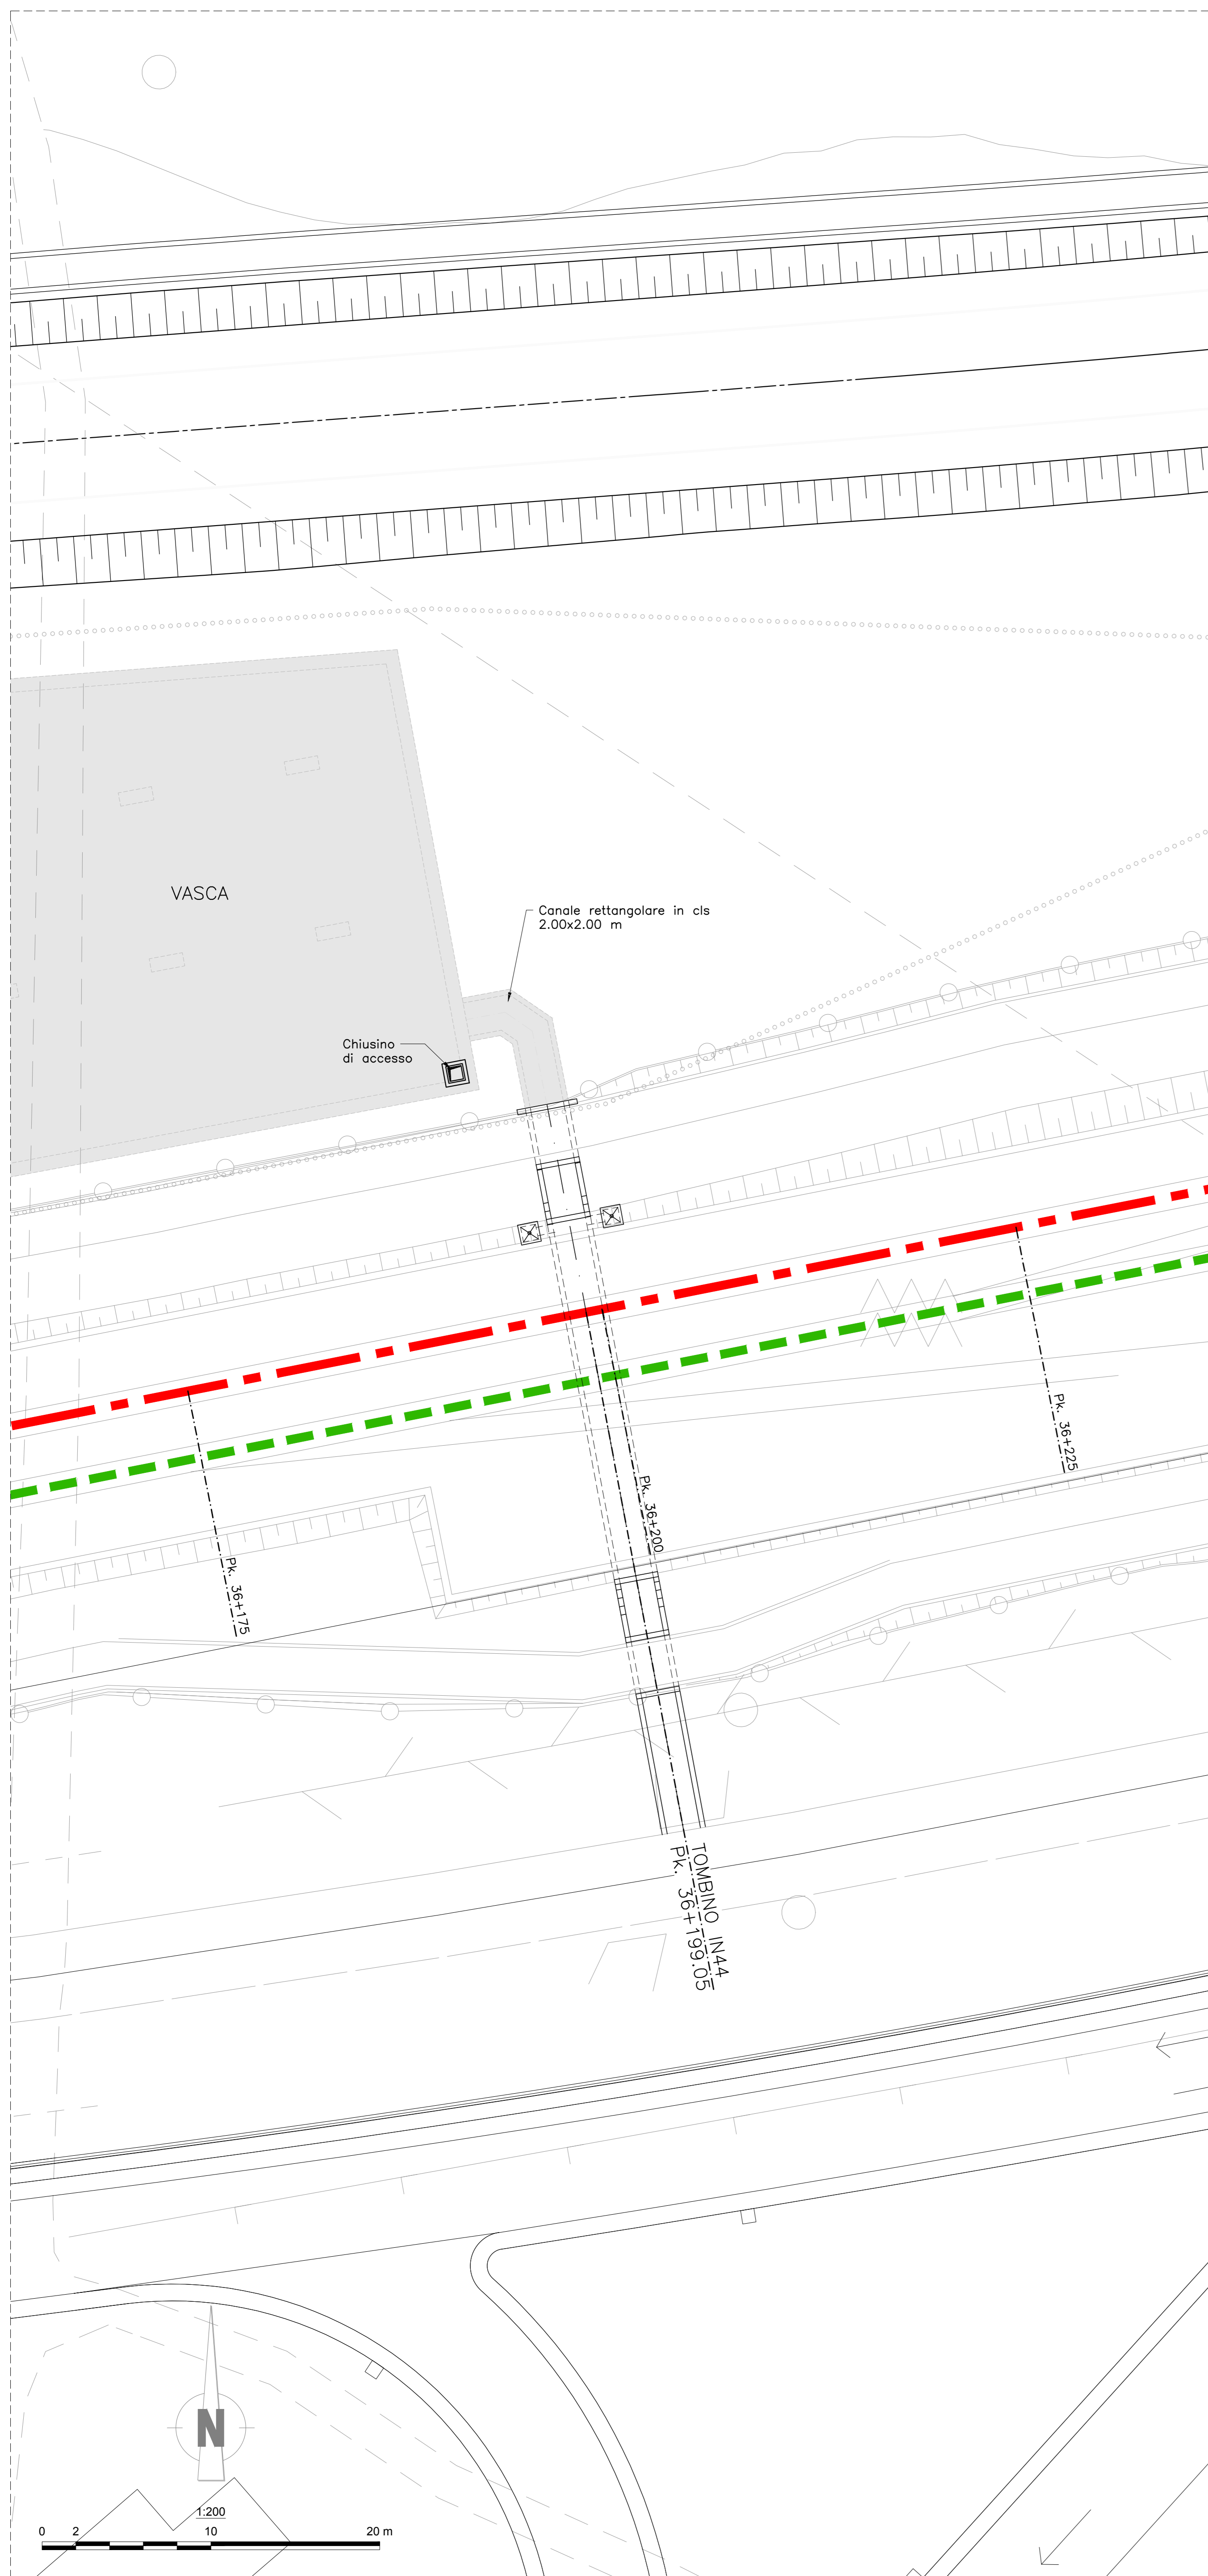 VASCA
Canale rettangolare in cls
2.00x2.00 m
Chiusino
di accesso
Pk. 36+225
Pk. 36+200
Pk. 36+175
TOMBINO IN44
Pk. 36+199.05
N
1:200
0 2 10 20 m